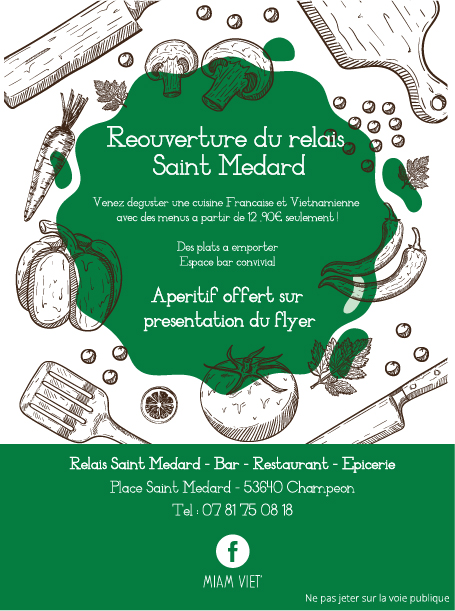 Reouverture du relais
Saint Medard
Venez deguster une cuisine Francaise et Vietnamienne
avec des menus a partir de 12 ,90€ seulement !
Des plats a emporter
Espace bar convivial
Aperitif offert sur
presentation du flyer
Relais Saint Medard - Bar - Restaurant - Epicerie
Place Saint Medard - 53640 Champeon
Tel : 07 81 75 08 18
f
MIAM VIET'
Ne pas jeter sur la voie publique